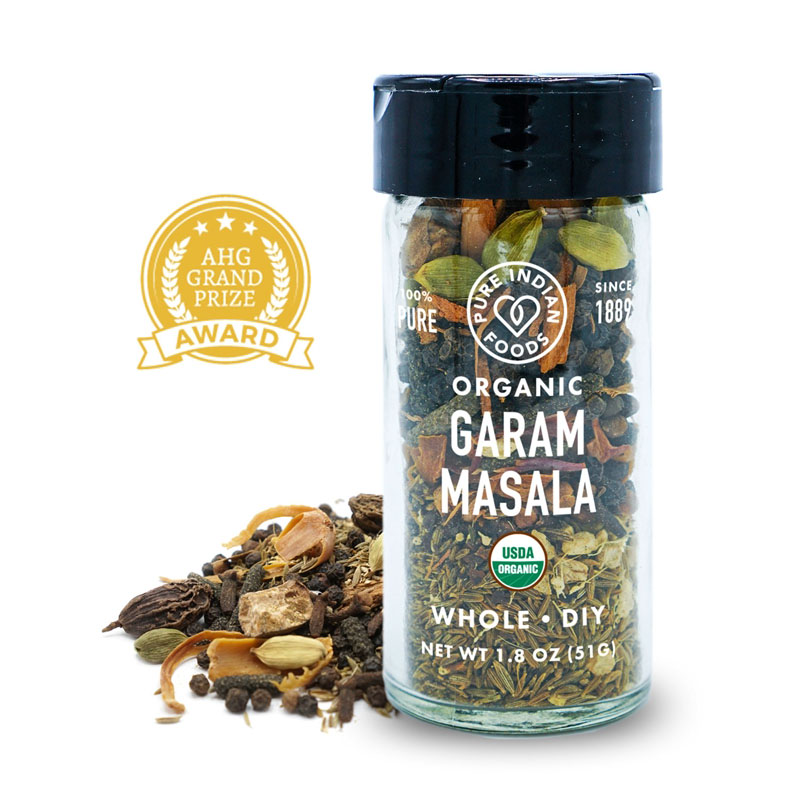 AHG
GRAND
PRIZE
AWARD
100%
PURE
PURE INDIAN
FOODS
SINCE
1889
ORGANIC
GARAM
MASALA
USDA
ORGANIC
WHOLE • DIY
NET WT 1.8 OZ (51G)